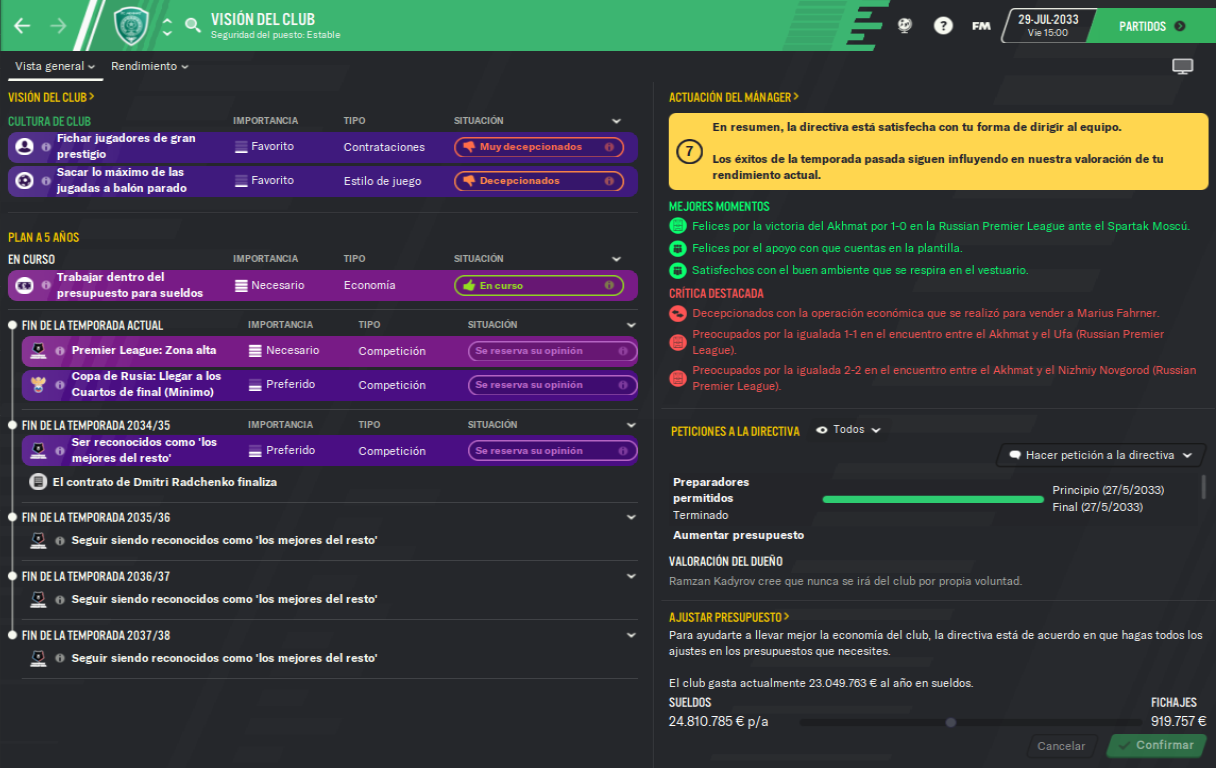 VISIÓN DEL CLUB
Seguridad del puesto: Estable
FM
29-JUL-2033
Vie 15:00
PARTIDOS
Vista general
Rendimiento
VISIÓN DEL CLUB
CULTURA DE CLUB IMPORTANCIA TIPO SITUACIÓN
Fichar jugadores de gran
prestigio
Favorito Contrataciones Muy decepcionados
Sacar lo máximo de las
jugadas a balón parado
Favorito Estilo de juego Decepcionados
PLAN A 5 AÑOS
EN CURSO IMPORTANCIA TIPO SITUACIÓN
Trabajar dentro del
presupuesto para sueldos
Necesario Economía En curso
FIN DE LA TEMPORADA ACTUAL IMPORTANCIA TIPO SITUACIÓN
Premier League: Zona alta Necesario Competición Se reserva su opinión
Copa de Rusia: Llegar a los
Cuartos de final (Mínimo)
Preferido Competición Se reserva su opinión
FIN DE LA TEMPORADA 2034/35 IMPORTANCIA TIPO SITUACIÓN
Ser reconocidos como 'los
mejores del resto'
Preferido Competición Se reserva su opinión
El contrato de Dmitri Radchenko finaliza
FIN DE LA TEMPORADA 2035/36
Seguir siendo reconocidos como 'los mejores del resto'
FIN DE LA TEMPORADA 2036/37
Seguir siendo reconocidos como 'los mejores del resto'
FIN DE LA TEMPORADA 2037/38
Seguir siendo reconocidos como 'los mejores del resto'
ACTUACIÓN DEL MÁNAGER
7
En resumen, la directiva está satisfecha con tu forma de dirigir al equipo.
Los éxitos de la temporada pasada siguen influyendo en nuestra valoración de tu
rendimiento actual.
MEJORES MOMENTOS
Felices por la victoria del Akhmat por 1-0 en la Russian Premier League ante el Spartak Moscú.
Felices por el apoyo con que cuentas en la plantilla.
Satisfechos con el buen ambiente que se respira en el vestuario.
CRÍTICA DESTACADA
Decepcionados con la operación económica que se realizó para vender a Marius Fahrner.
Preocupados por la igualada 1-1 en el encuentro entre el Akhmat y el Ufa (Russian Premier
League).
Preocupados por la igualada 2-2 en el encuentro entre el Akhmat y el Nizhniy Novgorod (Russian
Premier League).
PETICIONES A LA DIRECTIVA Todos
Hacer petición a la directiva
Preparadores
permitidos
Terminado
Principio (27/5/2033)
Final (27/5/2033)
Aumentar presupuesto
VALORACIÓN DEL DUEÑO
Ramzan Kadyrov cree que nunca se irá del club por propia voluntad.
AJUSTAR PRESUPUESTO
Para ayudarte a llevar mejor la economía del club, la directiva está de acuerdo en que hagas todos los
ajustes en los presupuestos que necesites.
El club gasta actualmente 23.049.763 € al año en sueldos.
SUELDOS FICHAJES
24.810.785 € p/a 919.757 €
Cancelar Confirmar